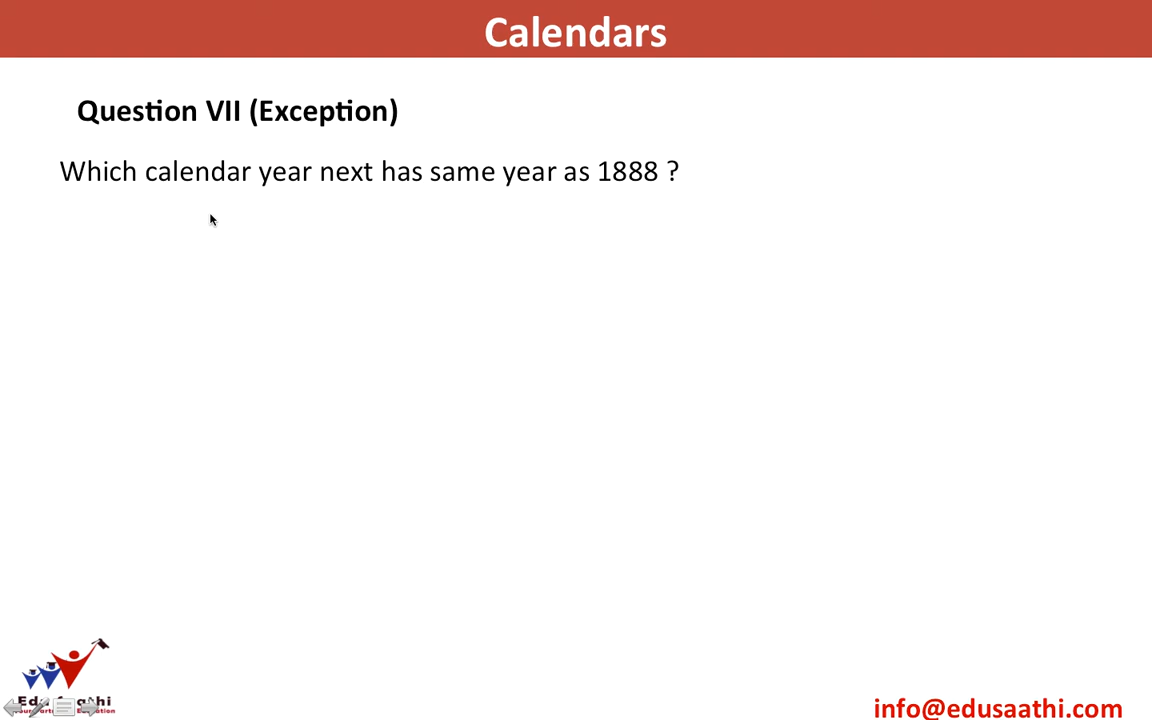 Calendars
Question VII (Exception)
Which calendar year next has same year as 1888 ?
info@edusaathi.com